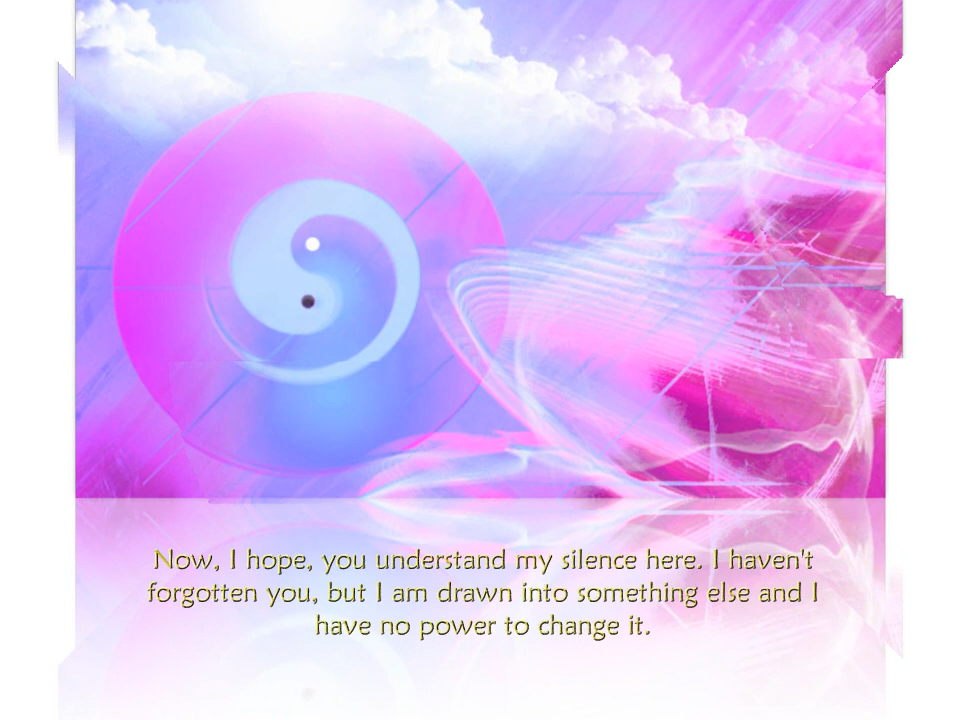 Now, I hope, you understand my silence here. I haven't
forgotten you, but I am drawn into something else and I
have no power to change it.